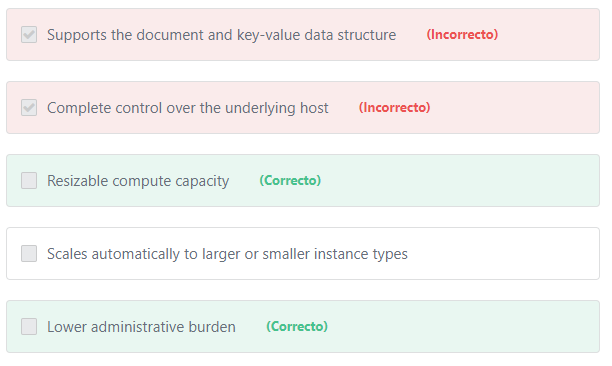 Supports the document and key-value data structure (Incorrecto)
Complete control over the underlying host (Incorrecto)
Resizable compute capacity (Correcto)
Scales automatically to larger or smaller instance types
Lower administrative burden (Correcto)